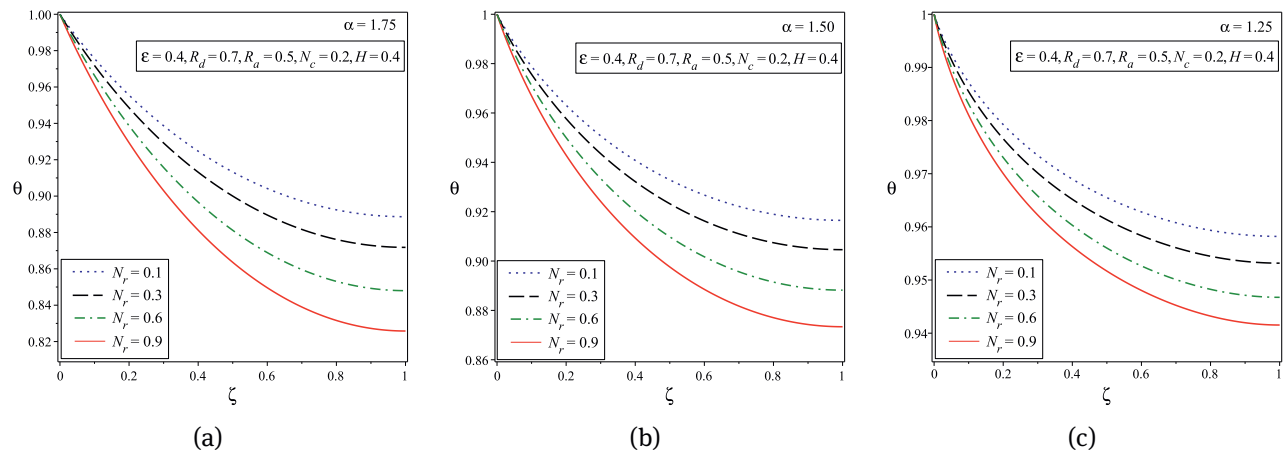 α = 1.75
ε = 0.4, R_d = 0.7, R_a = 0.5, N_c = 0.2, H = 0.4
1.00
0.98
0.96
0.94
0.92
0.90
0.88
0.86
0.84
0.82
θ
N_r = 0.1
N_r = 0.3
N_r = 0.6
N_r = 0.9
0 0.2 0.4 0.6 0.8 1
ζ
(a)
α = 1.50
ε = 0.4, R_d = 0.7, R_a = 0.5, N_c = 0.2, H = 0.4
1
0.98
0.96
0.94
0.92
0.90
0.88
0.86
θ
N_r = 0.1
N_r = 0.3
N_r = 0.6
N_r = 0.9
0 0.2 0.4 0.6 0.8 1
ζ
(b)
α = 1.25
ε = 0.4, R_d = 0.7, R_a = 0.5, N_c = 0.2, H = 0.4
1
0.99
0.98
0.97
0.96
0.95
0.94
θ
N_r = 0.1
N_r = 0.3
N_r = 0.6
N_r = 0.9
0 0.2 0.4 0.6 0.8 1
ζ
(c)